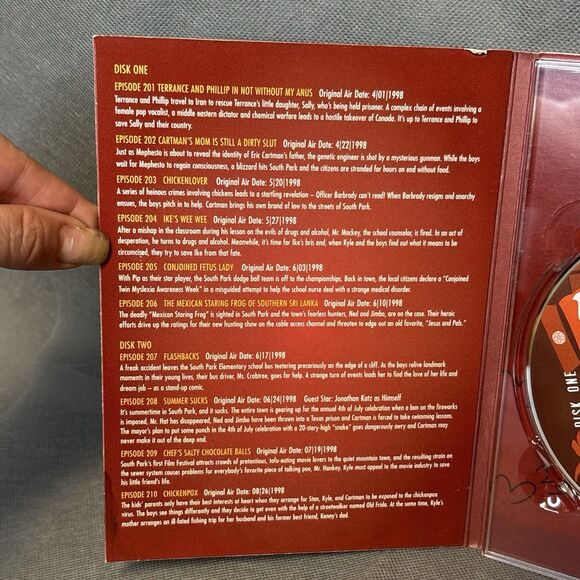 DISK ONE
EPISODE 201 TERRANCE AND PHILLIP IN NOT WITHOUT MY ANUS Original Air Date: 4/01|1998
Terrance and Phillip travel to Iran to rescue Terrance's little daughter, Sally, who's being held prisoner. A complex chain of events involving a
female pop vocalist, a middle eastern dictator and chemical warfare leads to a hostile takeover of Canada. It's up to Terrance and Phillip to
save Sally and their country.
EPISODE 202 CARTMAN'S MOM IS STILL A DIRTY SLUT Original Air Date: 4/22|1998
Just as Mephesto is about to reveal the identity of Eric Cartman's father, the genetic engineer is shot by a mysterious gunman. While the boys
wait for Mephesto to regain consciousness, a blizzard hits South Park and the citizens are stranded for hours on end without food.
EPISODE 203 CHICKENLOVER Original Air Date: 5|20|1998
A series of heinous crimes involving chickens leads to a startling revelation – Officer Barbrady can't read! When Barbrady resigns and anarchy
ensues, the boys pitch in to help. Cartman brings his own brand of law to the streets of South Park.
EPISODE 204 IKE'S WEE WEE Original Air Date: 5/27|1998
After a mishap in the classroom during his lesson on the evils of drugs and alcohol, Mr. Mackey, the school counselor, is fired. In an act of
desperation, he turns to drugs and alcohol. Meanwhile, it's time for Ike's bris and, when Kyle and the boys find out what it means to be
circumcised, they try to save Ike from that fate.
EPISODE 205 CONJOINED FETUS LADY Original Air Date: 6/03|1998
With Pip as their star player, the South Park dodge ball team is off to the championships. Back in town, the local citizens declare a "Conjoined
Twin Myslexia Awareness Week" in a misguided attempt to help the school nurse deal with a strange medical disorder.
EPISODE 206 THE MEXICAN STARING FROG OF SOUTHERN SRI LANKA Original Air Date: 6|10|1998
The deadly "Mexican Staring Frog" is sighted in South Park and the town's fearless hunters, Ned and Jimbo, are on the case. Their heroic
efforts drive up the ratings for their new hunting show on the cable access channel and threaten to edge out an old favorite, "Jesus and Pals."
DISK TWO
EPISODE 207 FLASHBACKS Original Air Date: 6|17|1998
A freak accident leaves the South Park Elementary school bus teetering precariously on the edge of a cliff. As the boys relive landmark
moments in their young lives, their bus driver, Ms. Crabtree, goes for help. A strange turn of events leads her to find the love of her life and
dream job – as a stand-up comic.
EPISODE 208 SUMMER SUCKS Original Air Date: 06|24|1998 Guest Star: Jonathan Katz as Himself
It's summertime in South Park, and it sucks. The entire town is gearing up for the annual 4th of July celebration when a ban on the fireworks
is imposed, Mr. Hat has disappeared, Ned and Jimbo have been thrown into a Texas prison and Cartman is forced to take swimming lessons.
The mayor's plan to put some punch in the 4th of July celebration with a 20-story-high "snake" goes downright awry and Cartman may
never make it out of the deep end.
EPISODE 209 CHEF'S SALTY CHOCOLATE BALLS Original Air Date: 07|19|1998
South Park's first Film Festival attracts crowds of pretentious, tofu-eating movie lovers to the quiet mountain town, and the resulting strain on
the sewer system causes problems for everybody's favorite piece of talking poo, Mr. Hankey. Kyle must appeal to the movie industry to save
his little friend's life.
EPISODE 210 CHICKENPOX Original Air Date: 08|26|1998
The kids' parents only have their best interests at heart when they arrange for Stan, Kyle, and Cartman to be exposed to the chickenpox
virus. The boys see things differently and they decide to get even with the help of a streetwalker named Old Frida. At the same time, Kyle's
mother arranges an ill-fated fishing trip for her husband and his former best friend, Kenny's dad.
DISK ONE